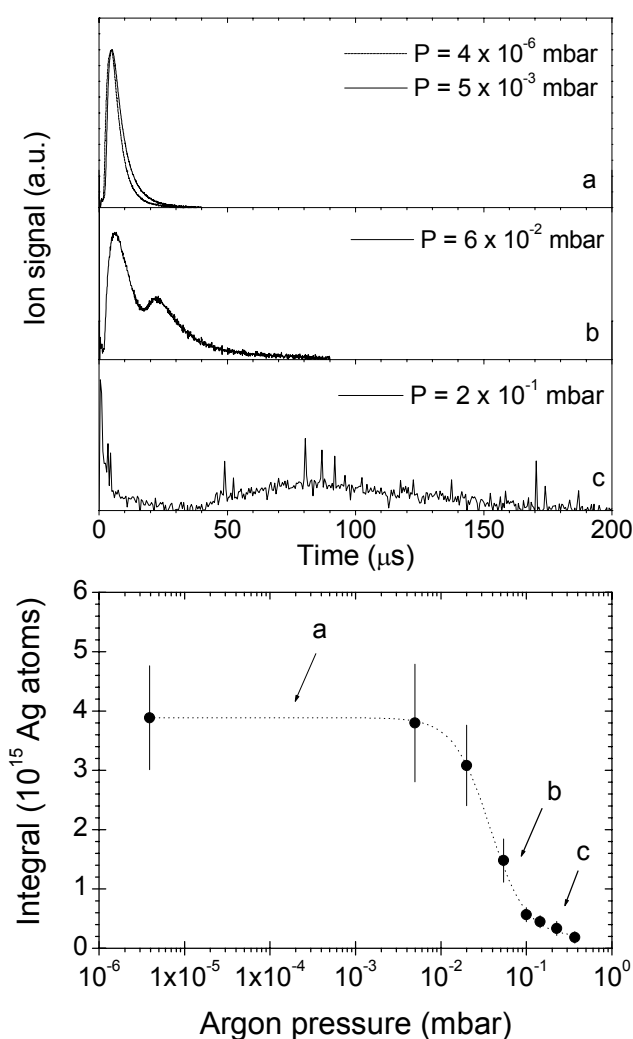 Ion signal (a.u.)
P = 4 x 10⁻⁶ mbar
P = 5 x 10⁻³ mbar
a
P = 6 x 10⁻² mbar
b
P = 2 x 10⁻¹ mbar
c
0 50 100 150 200
Time (μs)
Integral (10¹⁵ Ag atoms)
6
5
4
3
2
1
0
a
b
c
10⁻⁶ 1x10⁻⁵ 1x10⁻⁴ 10⁻³ 10⁻² 10⁻¹ 10⁰
Argon pressure (mbar)